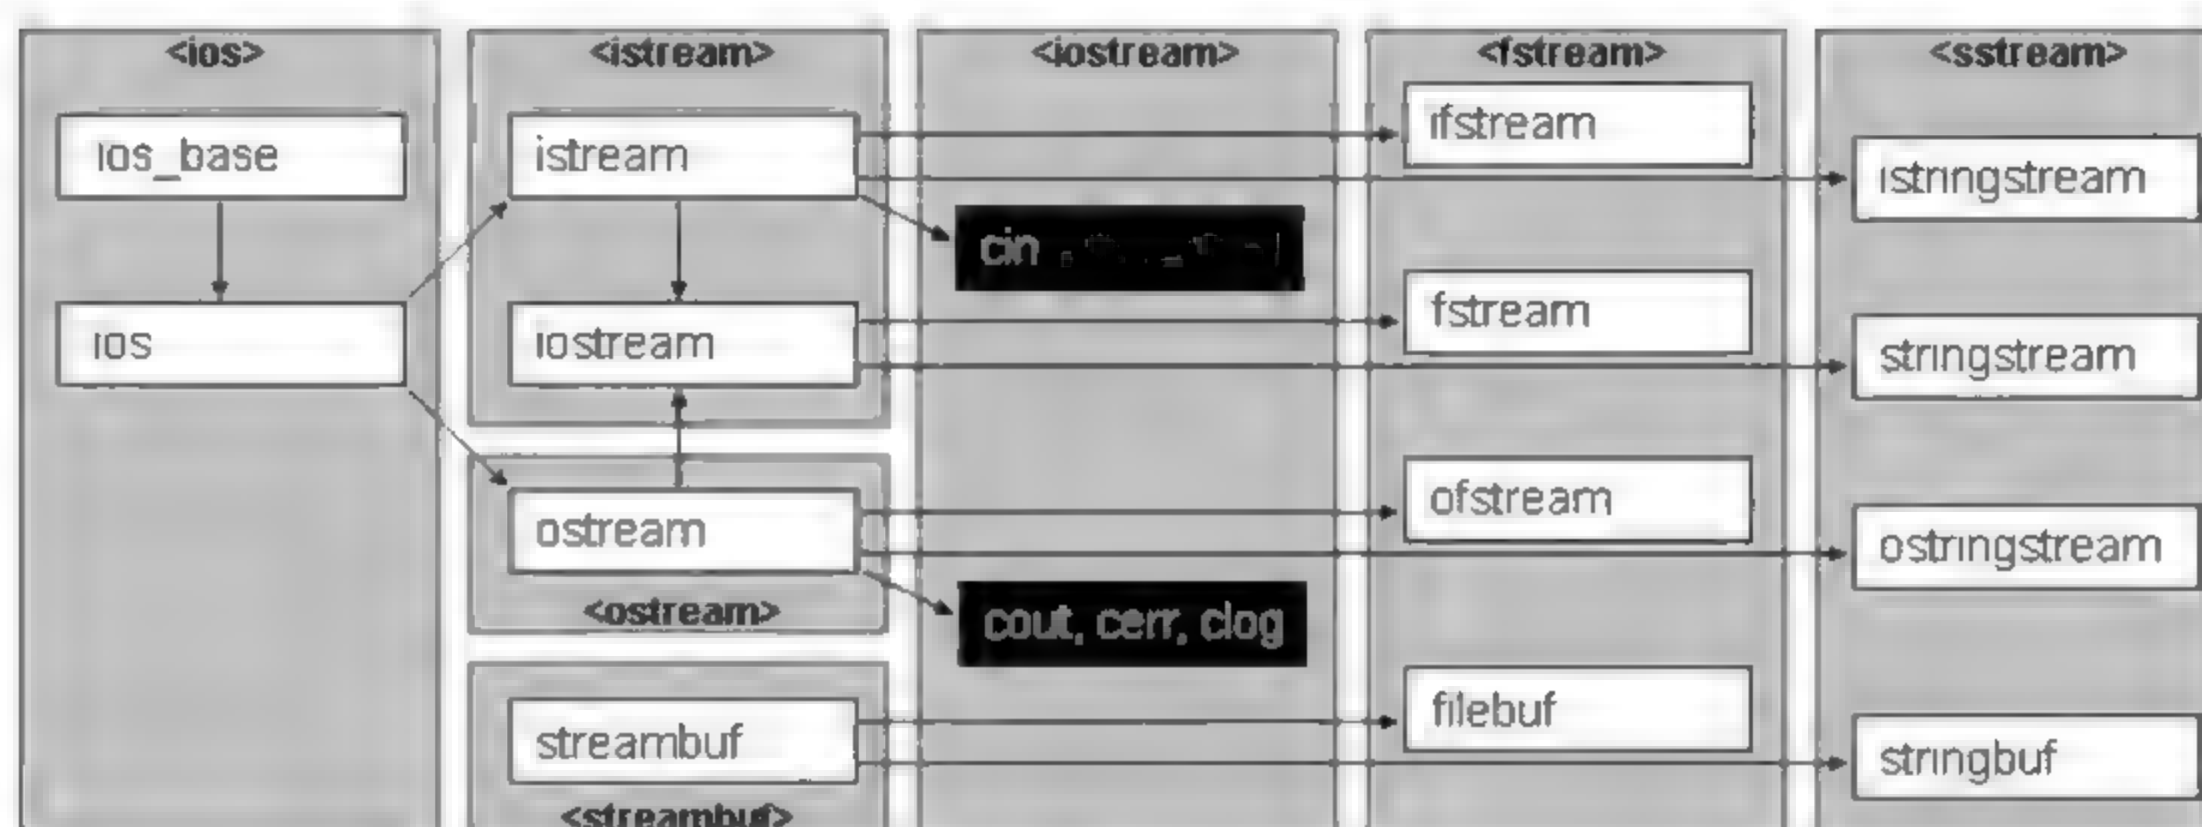 <ios>
ios_base
ios
<istream>
istream
iostream
ostream
<ostream>
streambuf
<streambuf>
<iostream>
cin
cout, cerr, clog
<fstream>
ifstream
fstream
ofstream
filebuf
<sstream>
istringstream
stringstream
ostringstream
stringbuf